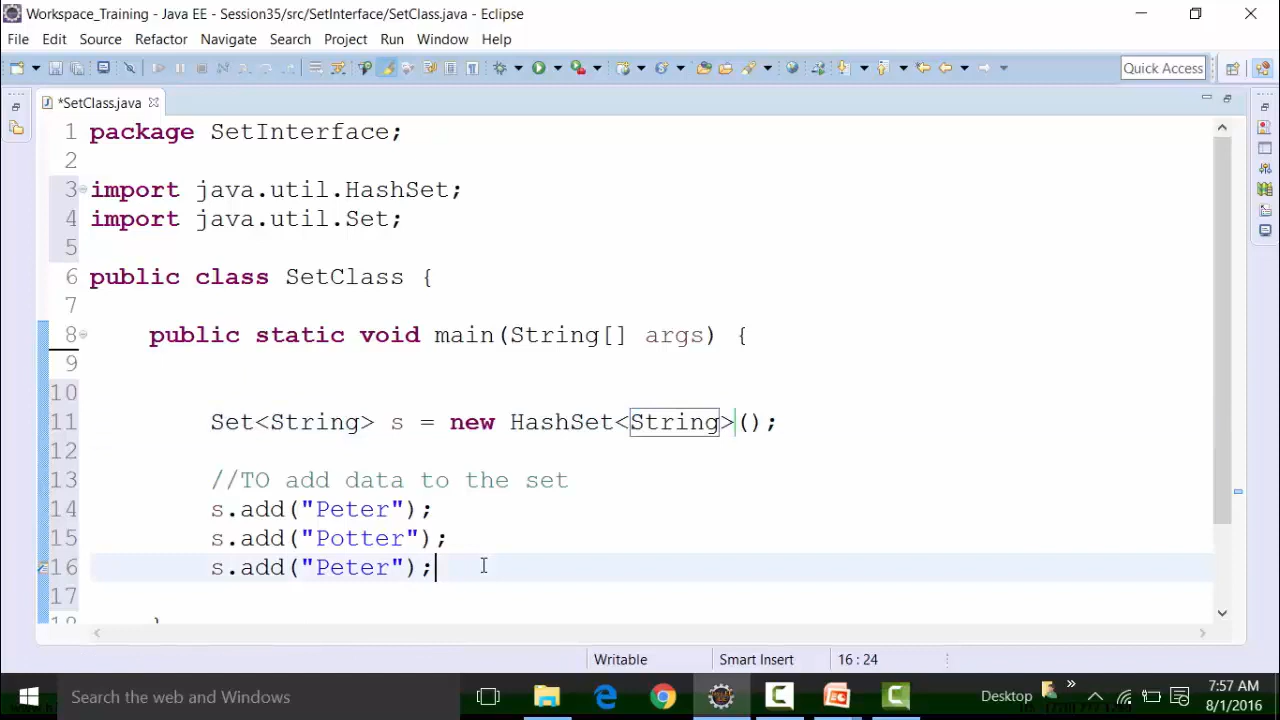 Workspace_Training - Java EE - Session35/src/SetInterface/SetClass.java - Eclipse
File Edit Source Refactor Navigate Search Project Run Window Help
Quick Access
*SetClass.java
1 package SetInterface;
2
3 import java.util.HashSet;
4 import java.util.Set;
5
6 public class SetClass {
7
8 public static void main(String[] args) {
9
10
11 Set<String> s = new HashSet<String>();
12
13 //TO add data to the set
14 s.add("Peter");
15 s.add("Potter");
16 s.add("Peter");
17
Writable Smart Insert 16 : 24
Search the web and Windows
Desktop
7:57 AM
8/1/2016